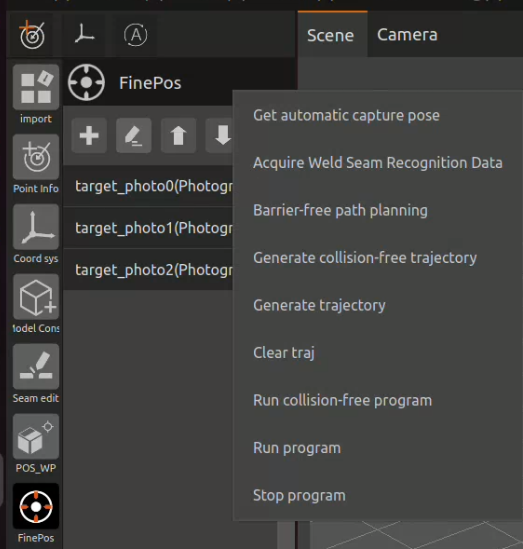 Scene
Camera
FinePos
import
Point Info
Coord sys
Model Cons
Seam edit
POS_WP
FinePos
target_photo0(Photogr
target_photo1(Photogr
target_photo2(Photogr
Get automatic capture pose
Acquire Weld Seam Recognition Data
Barrier-free path planning
Generate collision-free trajectory
Generate trajectory
Clear traj
Run collision-free program
Run program
Stop program